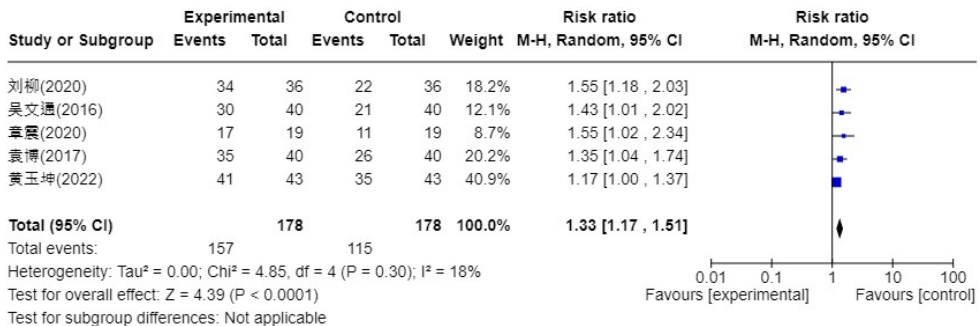 Experimental Control Risk ratio Risk ratio
Study or Subgroup Events Total Events Total Weight M-H, Random, 95% CI M-H, Random, 95% CI
刘柳(2020) 34 36 22 36 18.2% 1.55 [1.18 , 2.03]
吴文通(2016) 30 40 21 40 12.1% 1.43 [1.01 , 2.02]
章震(2020) 17 19 11 19 8.7% 1.55 [1.02 , 2.34]
袁博(2017) 35 40 26 40 20.2% 1.35 [1.04 , 1.74]
黄玉坤(2022) 41 43 35 43 40.9% 1.17 [1.00 , 1.37]
Total (95% CI) 178 178 100.0% 1.33 [1.17 , 1.51]
Total events: 157 115
Heterogeneity: Tau² = 0.00; Chi² = 4.85, df = 4 (P = 0.30); I² = 18%
0.01 0.1 1 10 100
Test for overall effect: Z = 4.39 (P < 0.0001)
Favours [experimental] Favours [control]
Test for subgroup differences: Not applicable